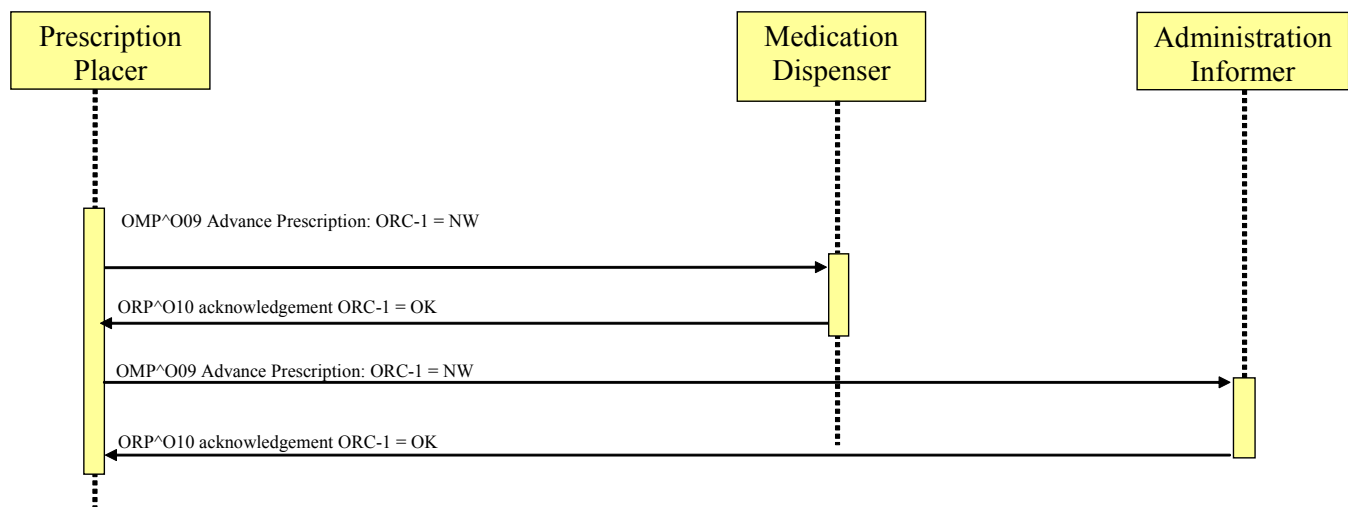 Prescription
Placer
Medication
Dispenser
Administration
Informer
OMP^O09 Advance Prescription: ORC-1 = NW
ORP^O10 acknowledgement ORC-1 = OK
OMP^O09 Advance Prescription: ORC-1 = NW
ORP^O10 acknowledgement ORC-1 = OK